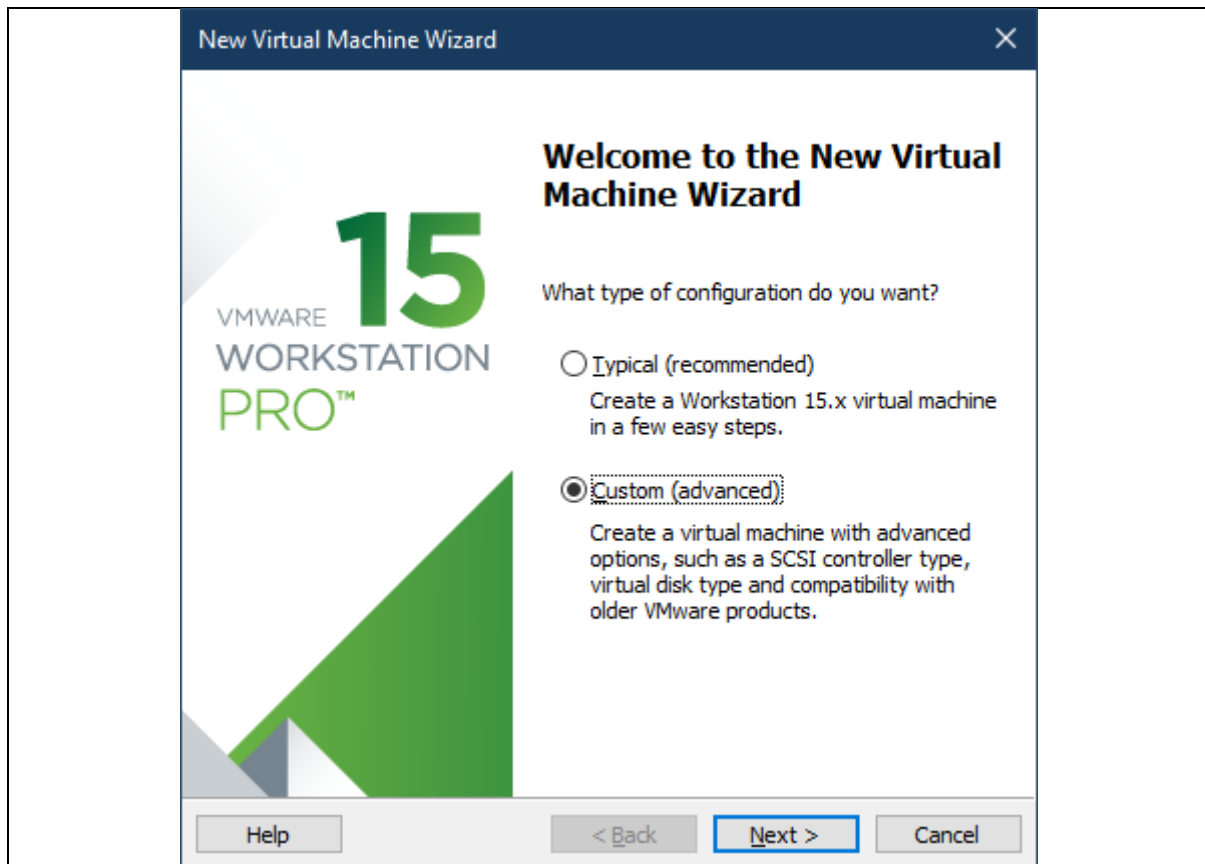 New Virtual Machine Wizard
Welcome to the New Virtual
Machine Wizard
15
VMWARE
WORKSTATION
PRO™
What type of configuration do you want?
Typical (recommended)
Create a Workstation 15.x virtual machine
in a few easy steps.
Custom (advanced)
Create a virtual machine with advanced
options, such as a SCSI controller type,
virtual disk type and compatibility with
older VMware products.
Help
< Back
Next >
Cancel